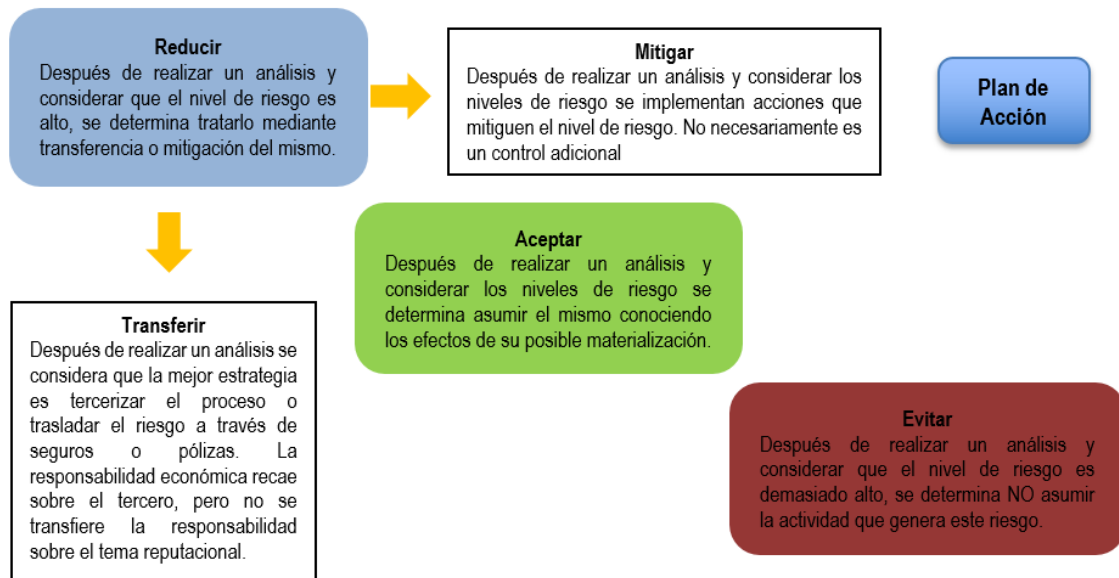 Reducir
Después de realizar un análisis y
considerar que el nivel de riesgo es
alto, se determina tratarlo mediante
transferencia o mitigación del mismo.
Mitigar
Después de realizar un análisis y considerar los
niveles de riesgo se implementan acciones que
mitiguen el nivel de riesgo. No necesariamente es
un control adicional
Plan de
Acción
Aceptar
Después de realizar un análisis y
considerar los niveles de riesgo se
determina asumir el mismo conociendo
los efectos de su posible materialización.
Transferir
Después de realizar un análisis se
considera que la mejor estrategia
es tercerizar el proceso o
trasladar el riesgo a través de
seguros o pólizas. La
responsabilidad económica recae
sobre el tercero, pero no se
transfiere la responsabilidad
sobre el tema reputacional.
Evitar
Después de realizar un análisis y
considerar que el nivel de riesgo es
demasiado alto, se determina NO asumir
la actividad que genera este riesgo.